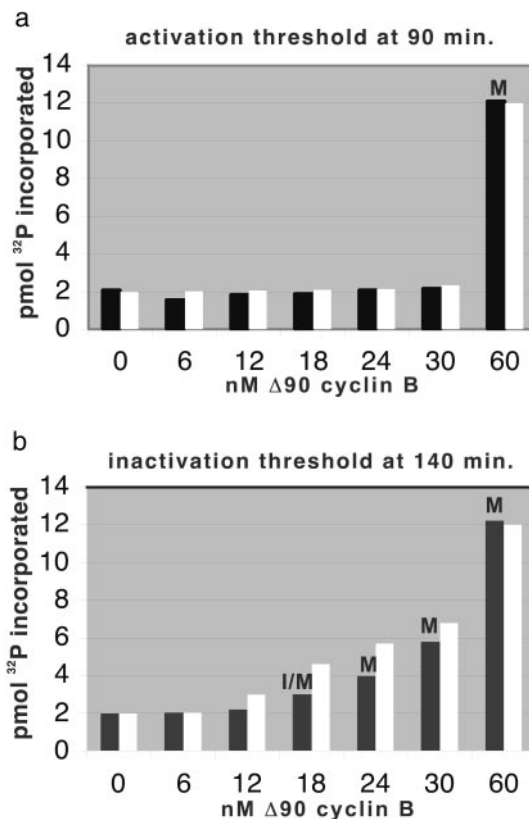 a
activation threshold at 90 min.
pmol ³²P incorporated
14
12
10
8
6
4
2
0
M
0 6 12 18 24 30 60
nM Δ90 cyclin B
b
inactivation threshold at 140 min.
pmol ³²P incorporated
14
12
10
8
6
4
2
0
I/M
M
M
M
0 6 12 18 24 30 60
nM Δ90 cyclin B